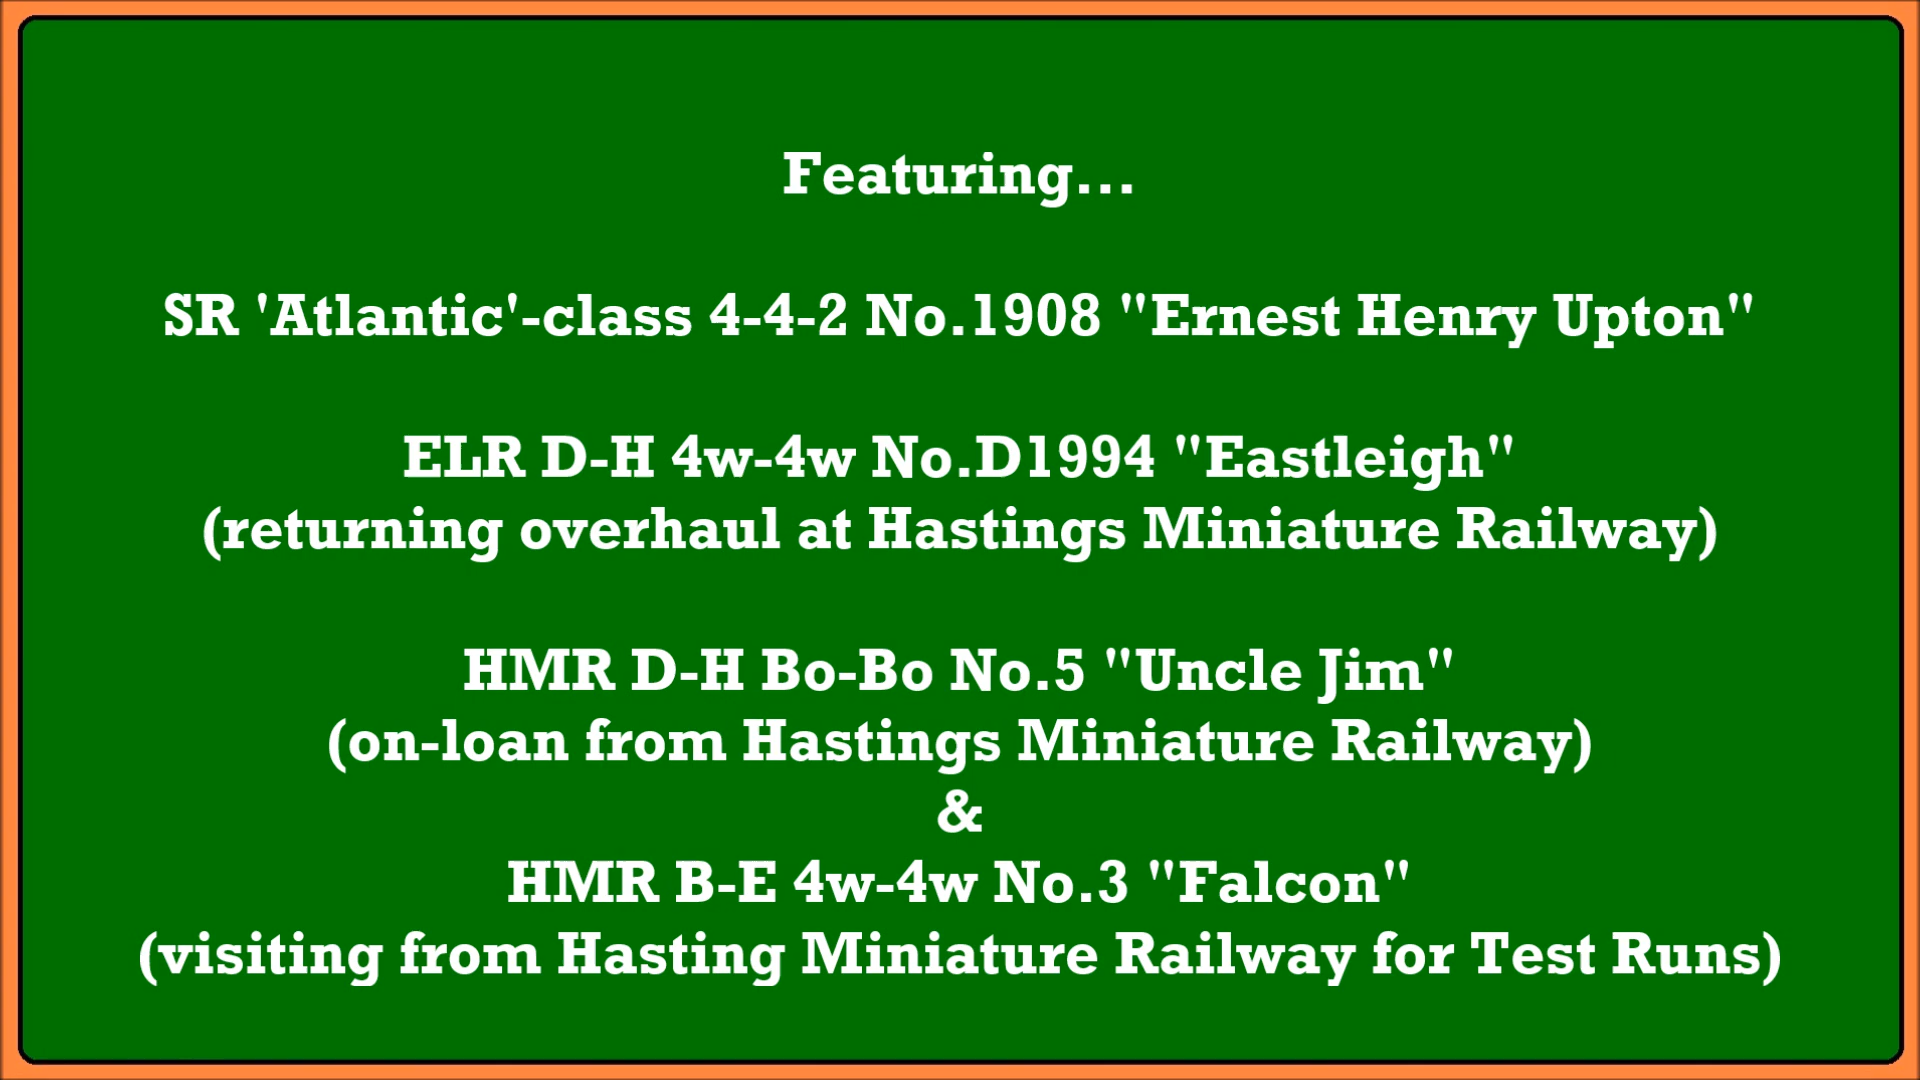 Featuring...
SR 'Atlantic'-class 4-4-2 No.1908 "Ernest Henry Upton"
ELR D-H 4w-4w No.D1994 "Eastleigh"
(returning overhaul at Hastings Miniature Railway)
HMR D-H Bo-Bo No.5 "Uncle Jim"
(on-loan from Hastings Miniature Railway)
&
HMR B-E 4w-4w No.3 "Falcon"
(visiting from Hasting Miniature Railway for Test Runs)